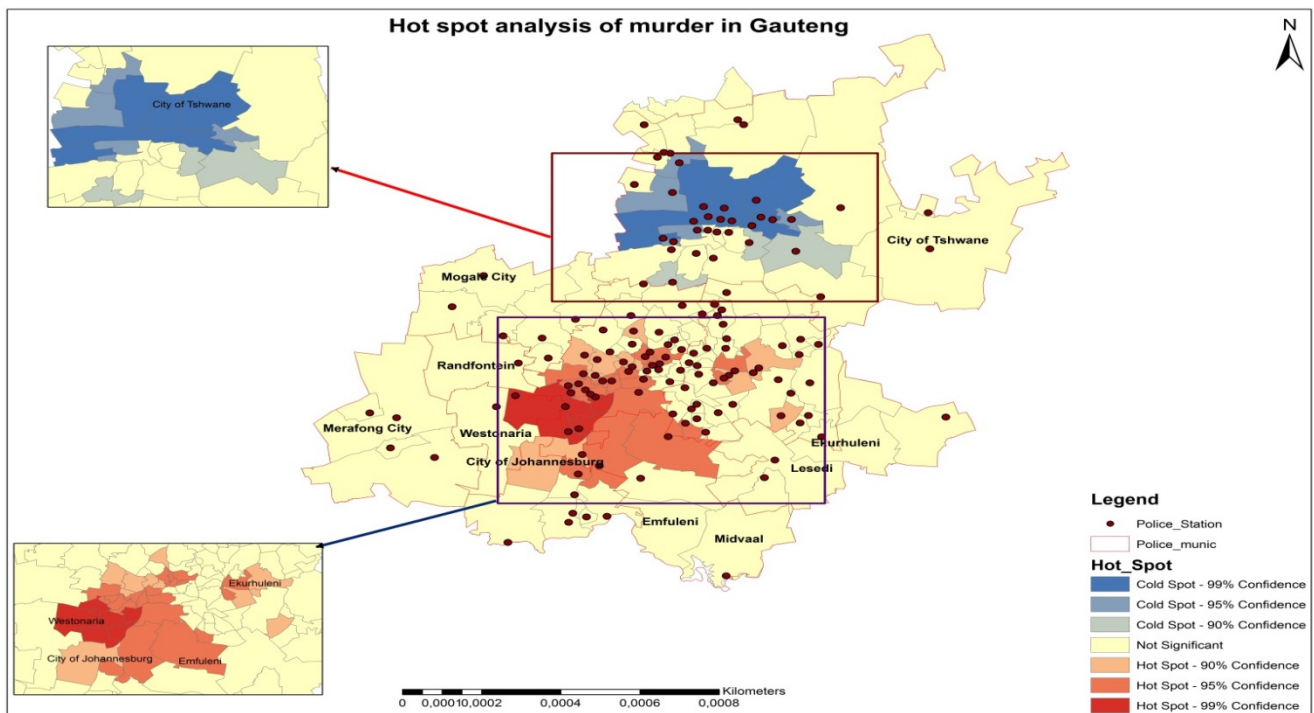 Hot spot analysis of murder in Gauteng
N
City of Tshwane
City of Tshwane
Mogale City
Randfontein
Merafong City
Westonaria
Ekurhuleni
City of Johannesburg
Lesedi
Emfuleni
Midvaal
Ekurhuleni
Westonaria
City of Johannesburg
Emfuleni
Legend
Police_Station
Police_munic
Hot_Spot
Cold Spot - 99% Confidence
Cold Spot - 95% Confidence
Cold Spot - 90% Confidence
Not Significant
Hot Spot - 90% Confidence
Hot Spot - 95% Confidence
Hot Spot - 99% Confidence
Kilometers
0 0,00010,0002 0,0004 0,0006 0,0008